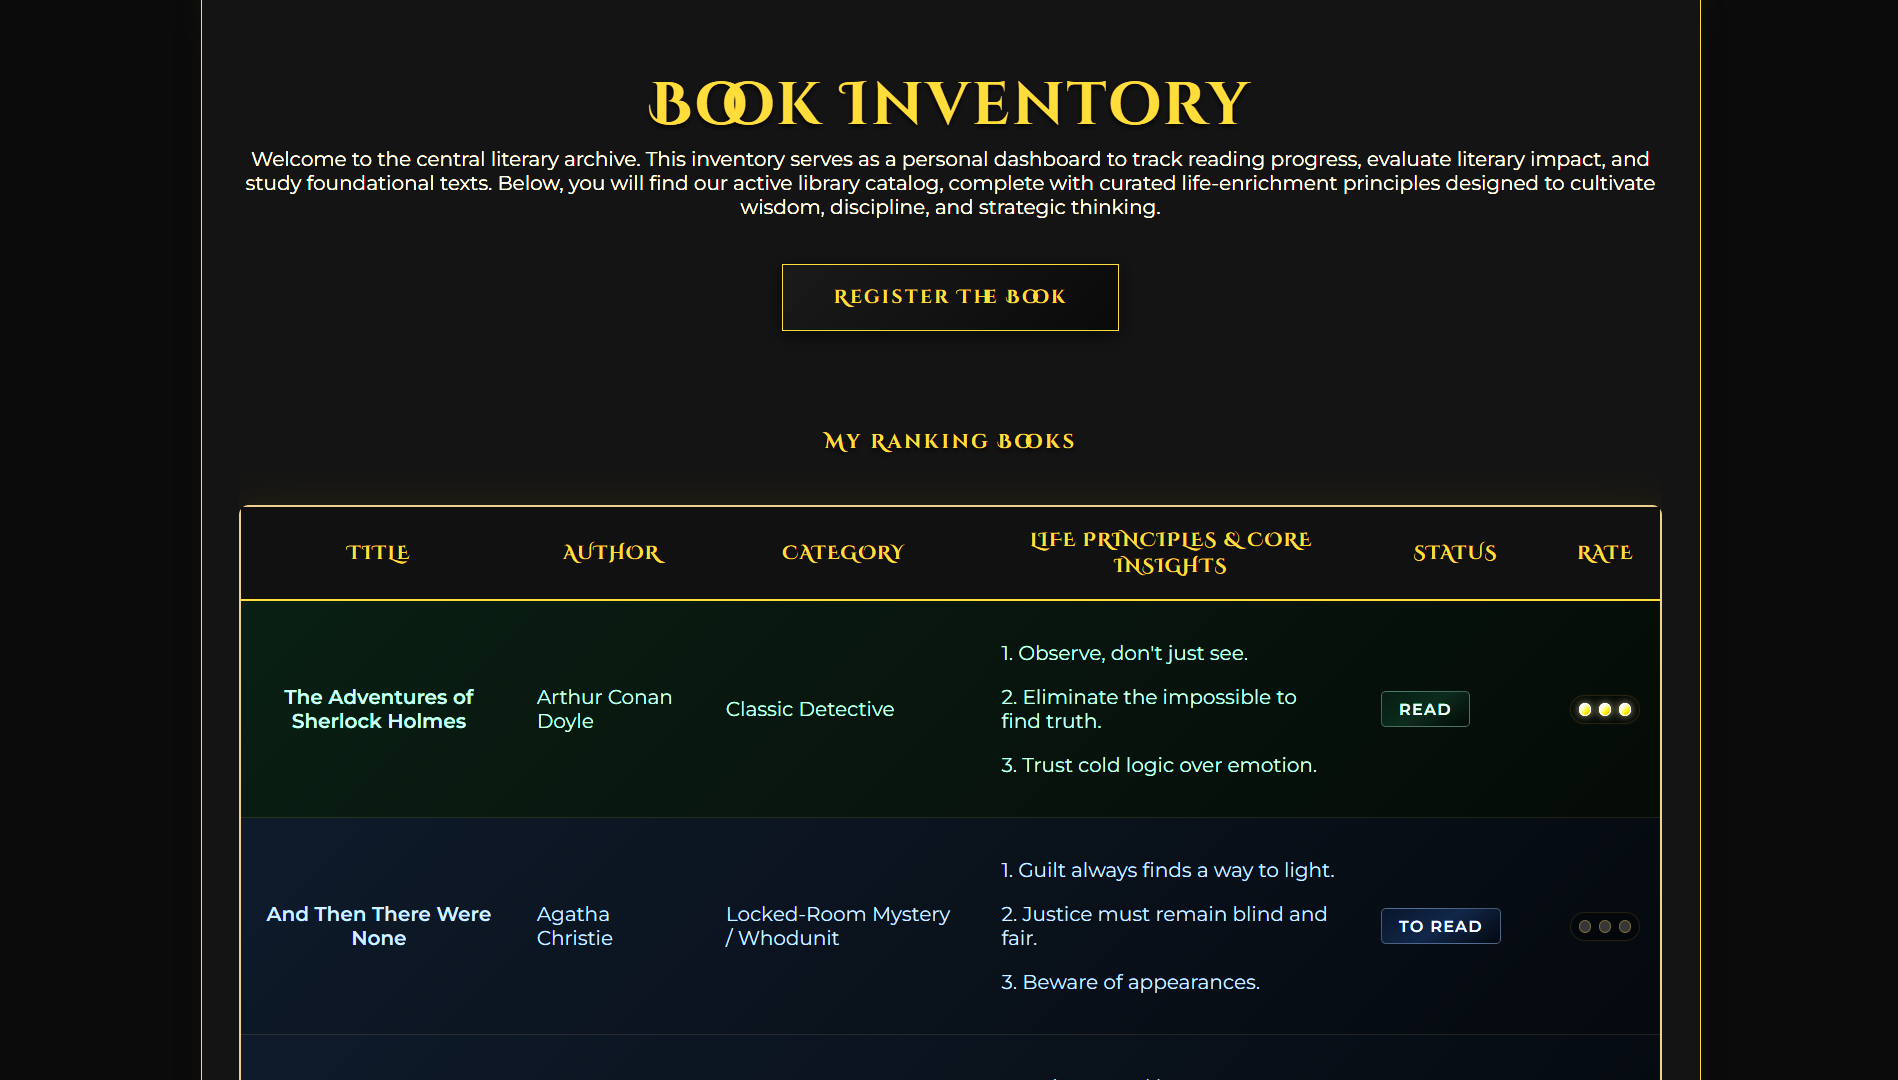 Book Inventory
Welcome to the central literary archive. This inventory serves as a personal dashboard to track reading progress, evaluate literary impact, and
study foundational texts. Below, you will find our active library catalog, complete with curated life-enrichment principles designed to cultivate
wisdom, discipline, and strategic thinking.
Register The Book
My Ranking Books
TITLE
AUTHOR
CATEGORY
LIFE PRINCIPLES & CORE
INSIGHTS
STATUS
RATE
The Adventures of
Sherlock Holmes
Arthur Conan
Doyle
Classic Detective
1. Observe, don't just see.
2. Eliminate the impossible to
find truth.
3. Trust cold logic over emotion.
READ
And Then There Were
None
Agatha
Christie
Locked-Room Mystery
/ Whodunit
1. Guilt always finds a way to light.
2. Justice must remain blind and
fair.
3. Beware of appearances.
TO READ